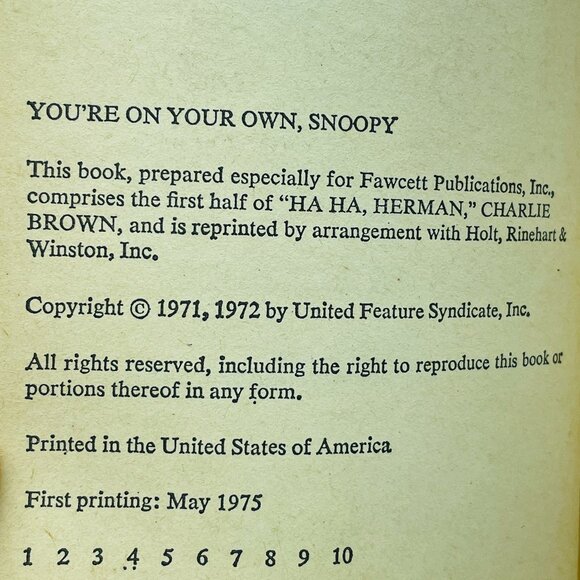 YOU'RE ON YOUR OWN, SNOOPY
This book, prepared especially for Fawcett Publications, Inc.,
comprises the first half of "HA HA, HERMAN," CHARLIE
BROWN, and is reprinted by arrangement with Holt, Rinehart &
Winston, Inc.
Copyright © 1971, 1972 by United Feature Syndicate, Inc.
All rights reserved, including the right to reproduce this book or
portions thereof in any form.
Printed in the United States of America
First printing: May 1975
1 2 3 4 5 6 7 8 9 10